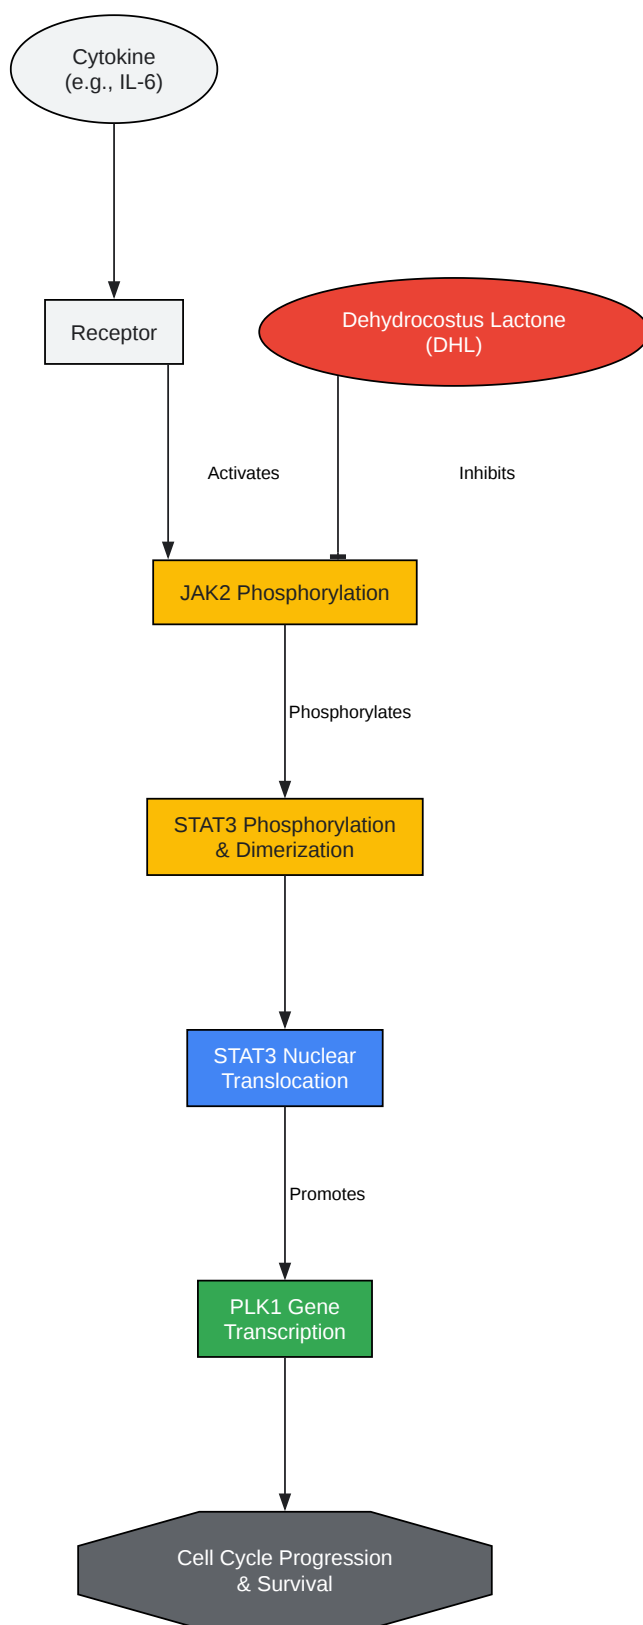 Cytokine
(e.g., IL-6)
Receptor
Dehydrocostus Lactone
(DHL)
Activates
Inhibits
JAK2 Phosphorylation
Phosphorylates
STAT3 Phosphorylation
& Dimerization
STAT3 Nuclear
Translocation
Promotes
PLK1 Gene
Transcription
Cell Cycle Progression
& Survival